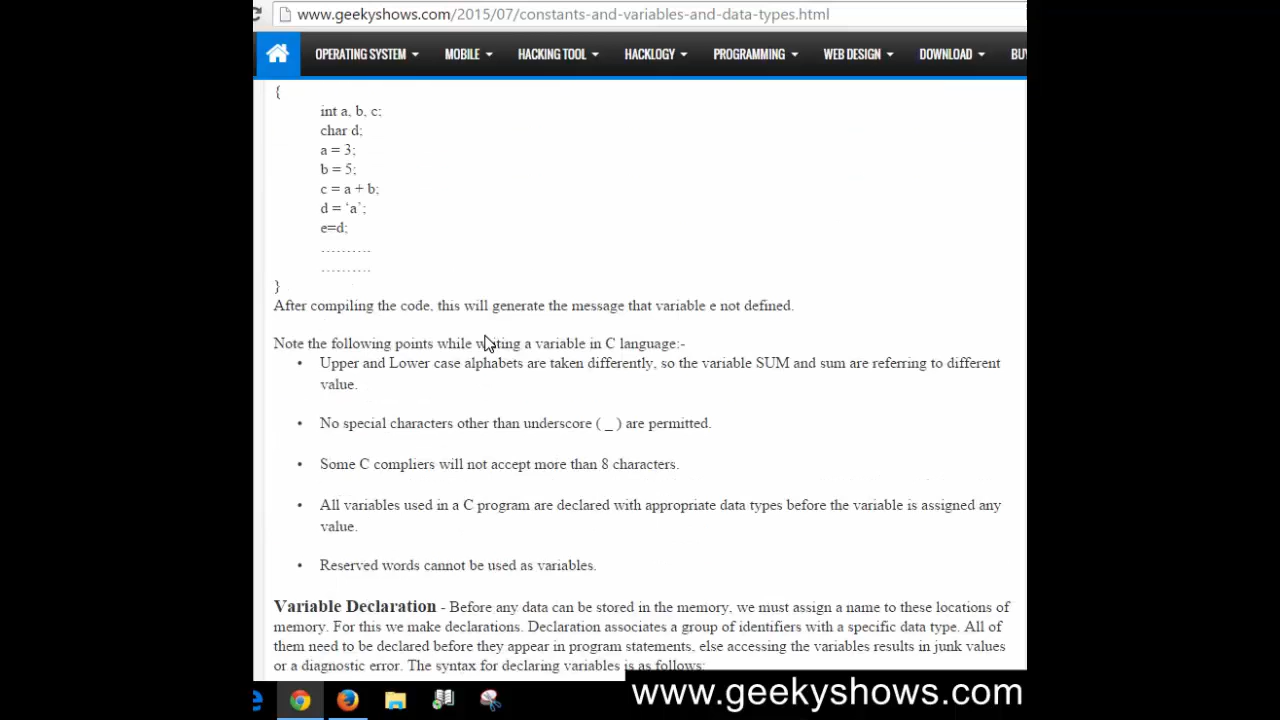 www.geekyshows.com/2015/07/constants-and-variables-and-data-types.html
OPERATING SYSTEM MOBILE HACKING TOOL HACKLOGY PROGRAMMING WEB DESIGN DOWNLOAD
{
int a, b, c;
char d;
a = 3;
b = 5;
c = a + b;
d = ‘a’;
e=d;
..........
..........
}
After compiling the code, this will generate the message that variable e not defined.
Note the following points while writing a variable in C language:-
• Upper and Lower case alphabets are taken differently, so the variable SUM and sum are referring to different
value.
• No special characters other than underscore ( _ ) are permitted.
• Some C compliers will not accept more than 8 characters.
• All variables used in a C program are declared with appropriate data types before the variable is assigned any
value.
• Reserved words cannot be used as variables.
Variable Declaration - Before any data can be stored in the memory, we must assign a name to these locations of
memory. For this we make declarations. Declaration associates a group of identifiers with a specific data type. All of
them need to be declared before they appear in program statements, else accessing the variables results in junk values
or a diagnostic error. The syntax for declaring variables is as follows:
www.geekyshows.com